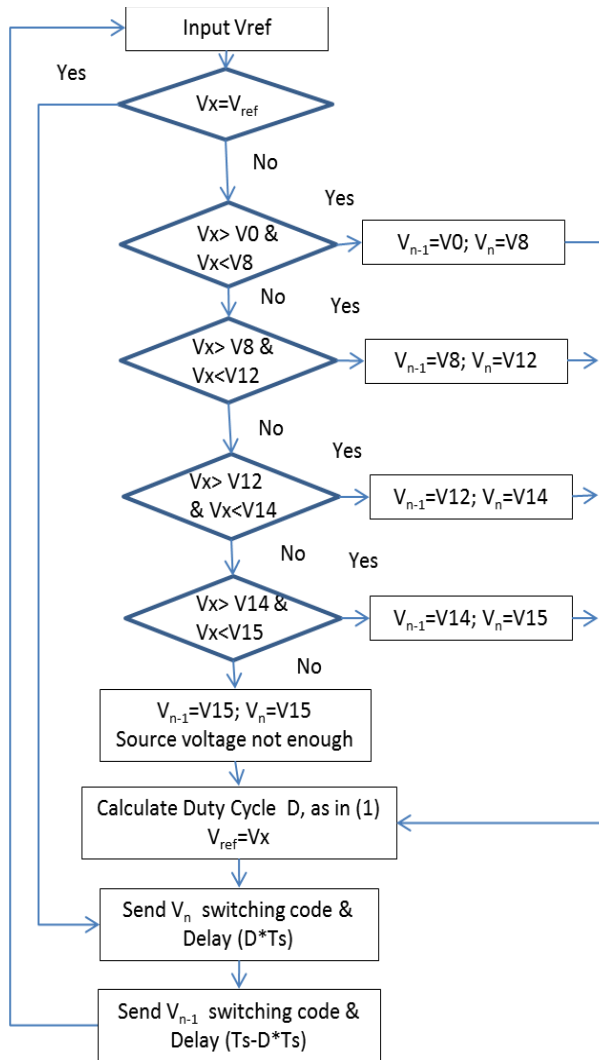 Input Vref
Yes
Vx=Vref
No
Yes
Vx> V0 &
Vx<V8
Vn-1=V0; Vn=V8
No
Yes
Vx> V8 &
Vx<V12
Vn-1=V8; Vn=V12
No
Yes
Vx> V12
& Vx<V14
Vn-1=V12; Vn=V14
No
Yes
Vx> V14 &
Vx<V15
Vn-1=V14; Vn=V15
No
Vn-1=V15; Vn=V15
Source voltage not enough
Calculate Duty Cycle D, as in (1)
Vref=Vx
Send Vn switching code &
Delay (D*Ts)
Send Vn-1 switching code &
Delay (Ts-D*Ts)